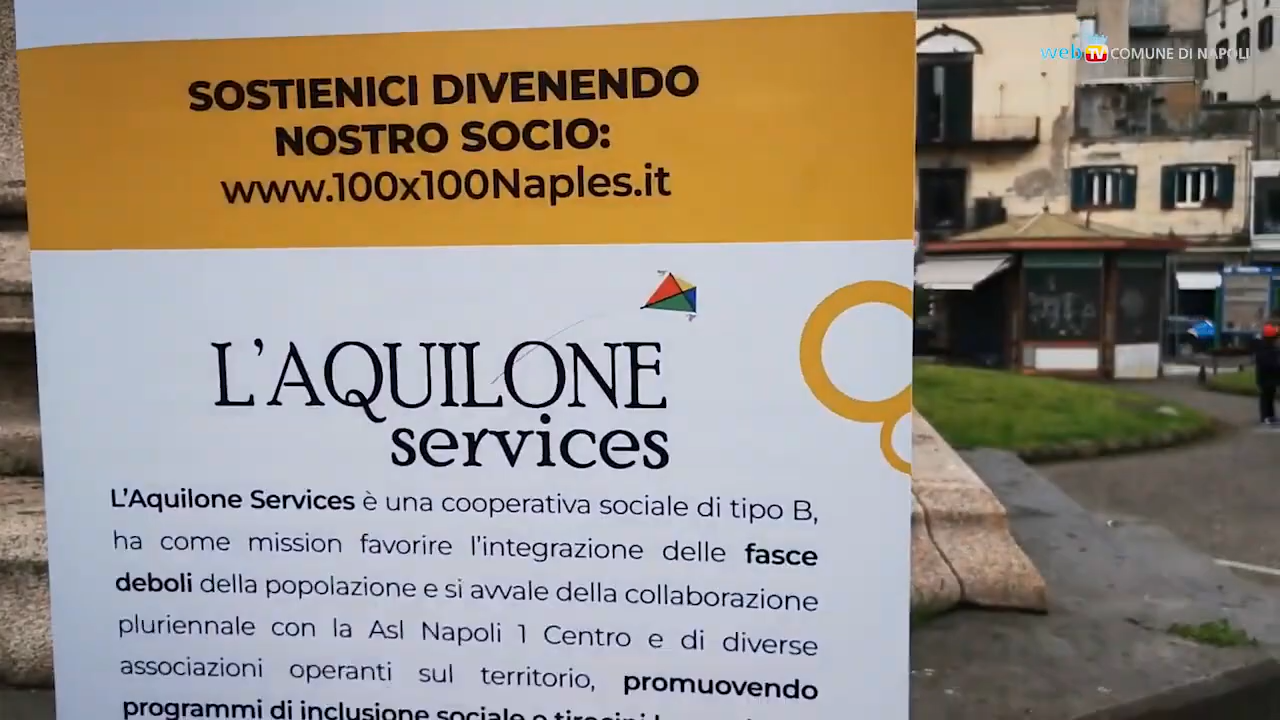 web TV COMUNE DI NAPOLI
SOSTIENICI DIVENENDO
NOSTRO SOCIO:
www.100x100Naples.it
L'AQUILONE
services
L'Aquilone Services è una cooperativa sociale di tipo B,
ha come mission favorire l'integrazione delle fasce
deboli della popolazione e si avvale della collaborazione
pluriennale con la Asl Napoli 1 Centro e di diverse
associazioni operanti sul territorio, promuovendo
programmi di inclusione sociale e tirocini